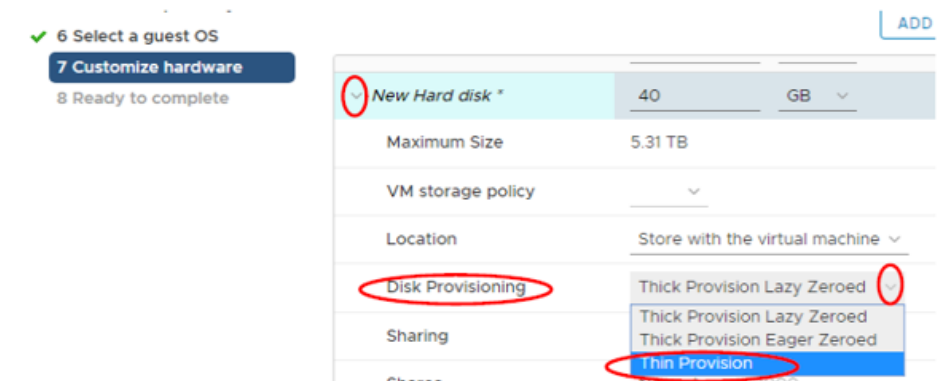 ADD
6 Select a guest OS
7 Customize hardware
8 Ready to complete
New Hard disk * 40 GB
Maximum Size 5.31 TB
VM storage policy
Location Store with the virtual machine
Disk Provisioning Thick Provision Lazy Zeroed
Thick Provision Lazy Zeroed
Sharing Thick Provision Eager Zeroed
Thin Provision